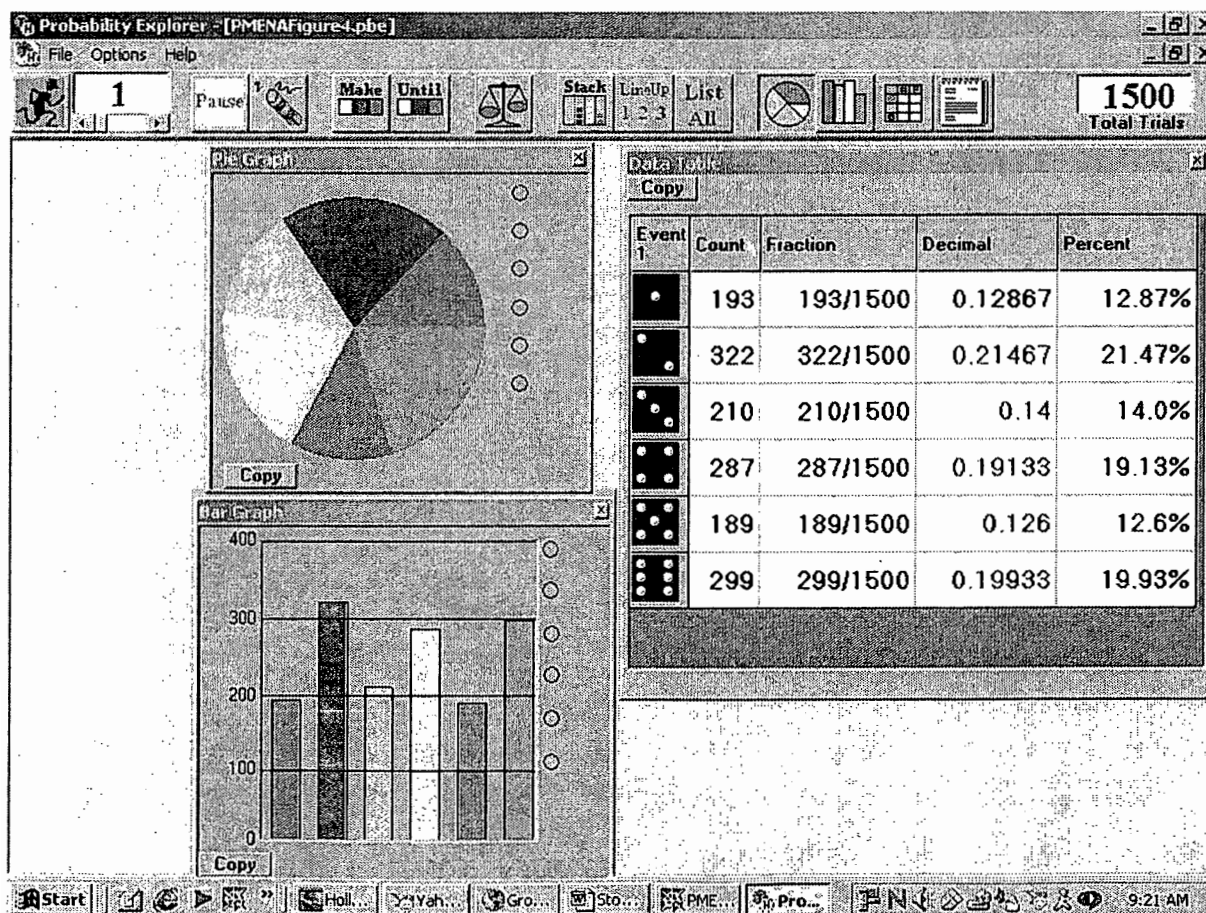 Probability Explorer - [PMENAFigure4.pbe]
File Options Help
1 Pause Make Until Stack LineUp 1 2 3 List All 1500 Total Trials
Pie Graph
Copy
Bar Graph
400
300
200
100
0
Copy
Data Table
Copy
Event 1 Count Fraction Decimal Percent
193 193/1500 0.12867 12.87%
322 322/1500 0.21467 21.47%
210 210/1500 0.14 14.0%
287 287/1500 0.19133 19.13%
189 189/1500 0.126 12.6%
299 299/1500 0.19933 19.93%
Start » Holl... Yah... Gro... Sto... PME... Pro... 9:21 AM